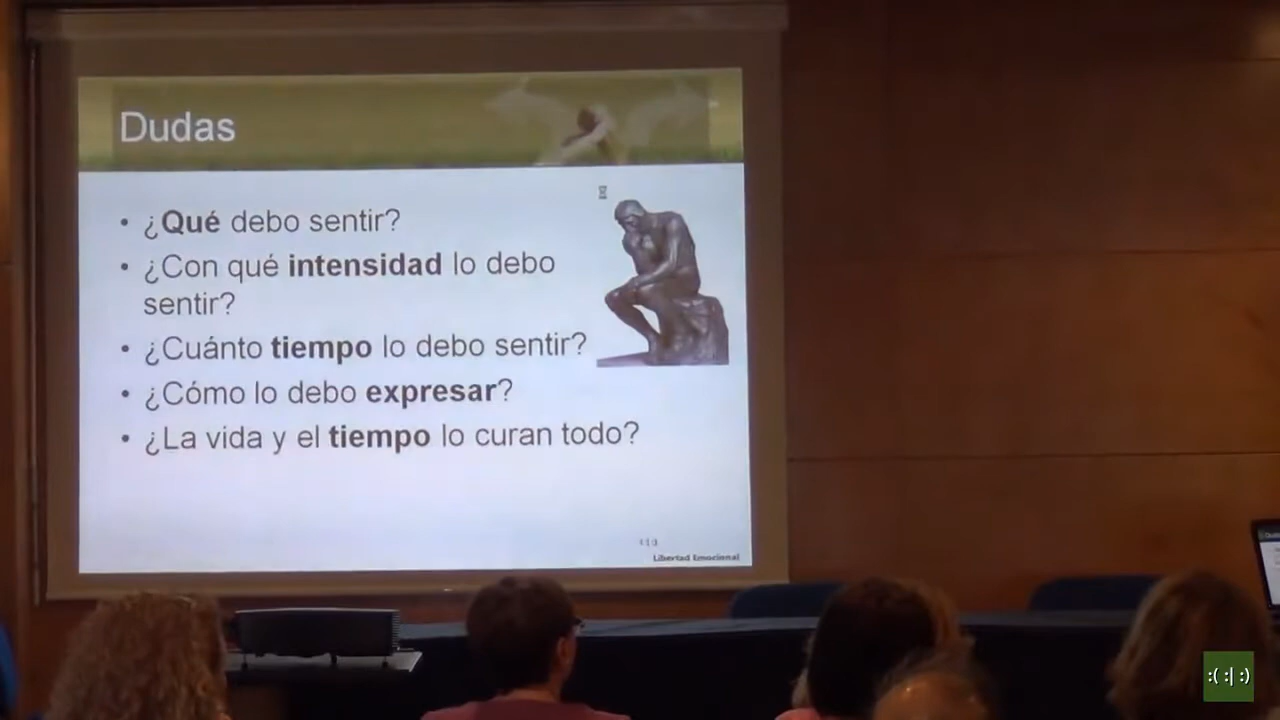 Dudas
• ¿Qué debo sentir?
• ¿Con qué intensidad lo debo
sentir?
• ¿Cuánto tiempo lo debo sentir?
• ¿Cómo lo debo expresar?
• ¿La vida y el tiempo lo curan todo?
Libertad Emocional
:( :| :)